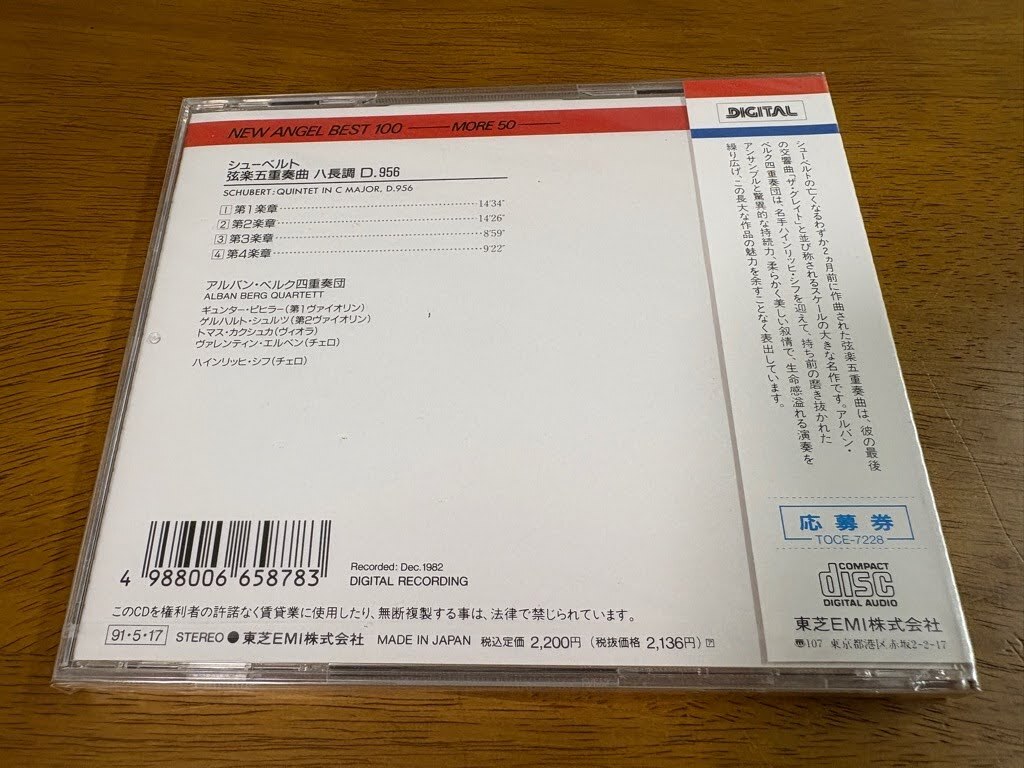 NEW ANGEL BEST 100 —— MORE 50 ——
シューベルト
弦楽五重奏曲 ハ長調 D.956
SCHUBERT: QUINTET IN C MAJOR, D.956
1 第1楽章 14'34"
2 第2楽章 14'26"
3 第3楽章 8'59"
4 第4楽章 9'22"
アルバン・ベルク四重奏団
ALBAN BERG QUARTETT
ギュンター・ピヒラー(第1ヴァイオリン)
ゲルハルト・シュルツ(第2ヴァイオリン)
トマス・カクシュカ(ヴィオラ)
ヴァレンティン・エルベン(チェロ)
ハインリッヒ・シフ(チェロ)
4 988006 658783
Recorded: Dec.1982
DIGITAL RECORDING
このCDを権利者の許諾なく賃貸業に使用したり、無断複製する事は、法律で禁じられています。
91・5・17 STEREO ● 東芝EMI株式会社 MADE IN JAPAN 税込定価 2,200円 (税抜価格 2,136円)
DIGITAL
シューベルトの亡くなるわずか2ヵ月前に作曲された弦楽五重奏曲は、彼の最後
の交響曲「ザ・グレイト」と並び称されるスケールの大きな名作です。アルバン・
ベルク四重奏団は、名手ハインリッヒ・シフを迎えて、持ち前の磨き抜かれた
アンサンブルと驚異的な持続力、柔らかく美しい叙情で、生命感溢れる演奏を
繰り広げ、この長大な作品の魅力を余すことなく表出しています。
応募券
TOCE-7228
COMPACT
disc
DIGITAL AUDIO
東芝EMI株式会社
〠107 東京都港区赤坂2-2-17